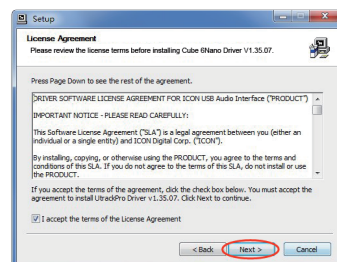 Setup
License Agreement
Please review the license terms before installing Cube 6Nano Driver V1.35.07.
Press Page Down to see the rest of the agreement.
DRIVER SOFTWARE LICENSE AGREEMENT FOR ICON USB Audio Interface ("PRODUCT")
IMPORTANT NOTICE - PLEASE READ CAREFULLY:
This Software License Agreement ("SLA") is a legal agreement between you (either an
individual or a single entity) and ICON Digital Corp. ("ICON").
By installing, copying, or otherwise using the PRODUCT, you agree to the terms and
conditions of this SLA. If you do not agree to the terms of this SLA, do not install or use
the PRODUCT.
If you accept the terms of the agreement, click the check box below. You must accept the
agreement to install UtrackPro Driver v1.35.07. Click Next to continue.
I accept the terms of the License Agreement
< Back Next > Cancel